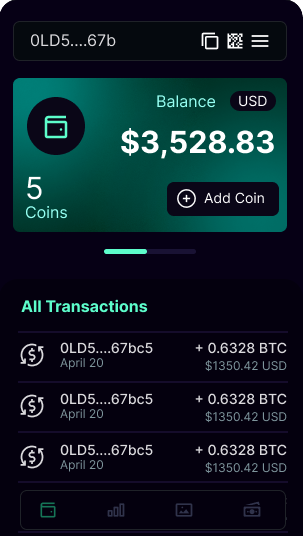 0LD5....67b
Balance USD
$3,528.83
5
Coins
Add Coin
All Transactions
0LD5....67bc5 + 0.6328 BTC
April 20 $1350.42 USD
0LD5....67bc5 + 0.6328 BTC
April 20 $1350.42 USD
0LD5....67bc5 + 0.6328 BTC
April 20 $1350.42 USD